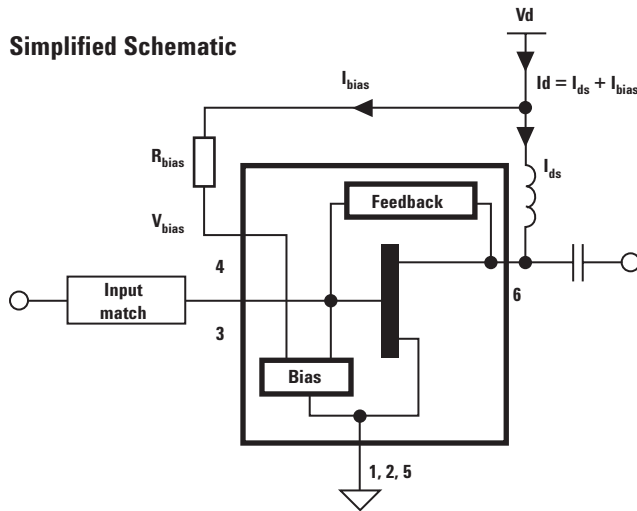 Simplified Schematic
Vd
Id = Ids + Ibias
Ibias
Rbias
Ids
Feedback
Vbias
4
Input
match
6
3
Bias
1, 2, 5